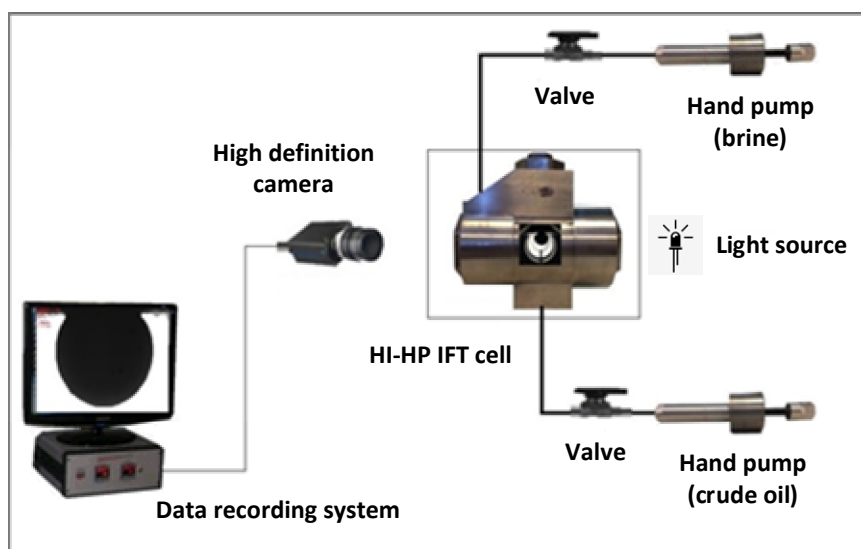 Valve
Hand pump
(brine)
High definition
camera
Light source
HI-HP IFT cell
Valve
Hand pump
(crude oil)
Data recording system